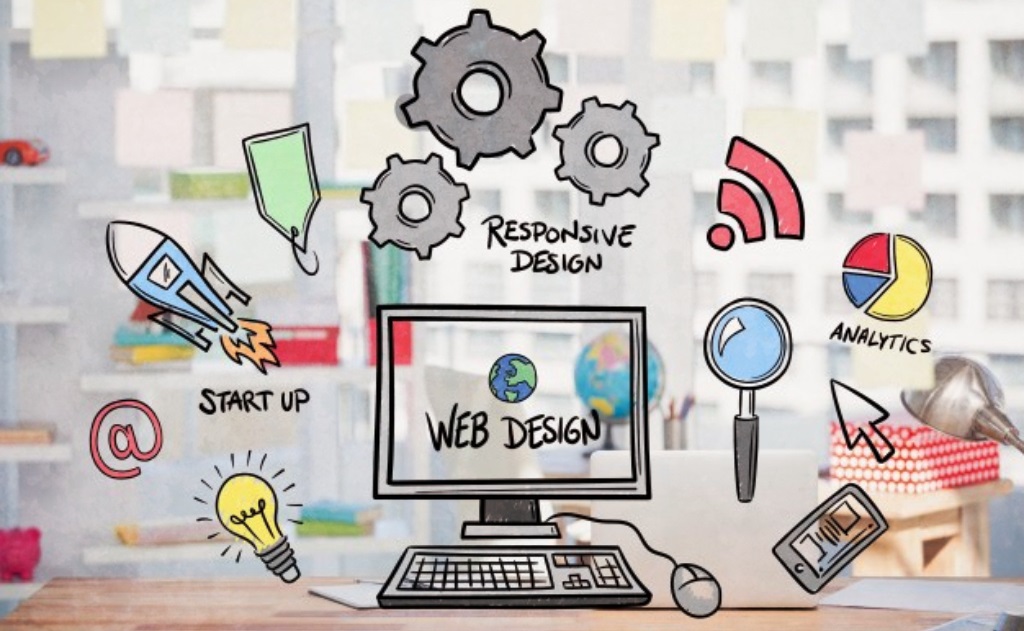 RESPONSIVE
DESIGN
ANALYTICS
START UP
@
WEB DESIGN